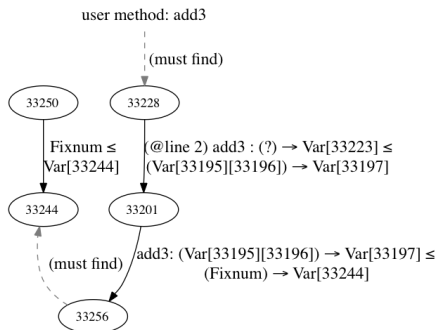 user method: add3
(must find)
33250
33228
Fixnum ≤
Var[33244]
(@line 2) add3 : (?) → Var[33223] ≤
(Var[33195][33196]) → Var[33197]
33244
33201
(must find)
add3: (Var[33195][33196]) → Var[33197] ≤
(Fixnum) → Var[33244]
33256